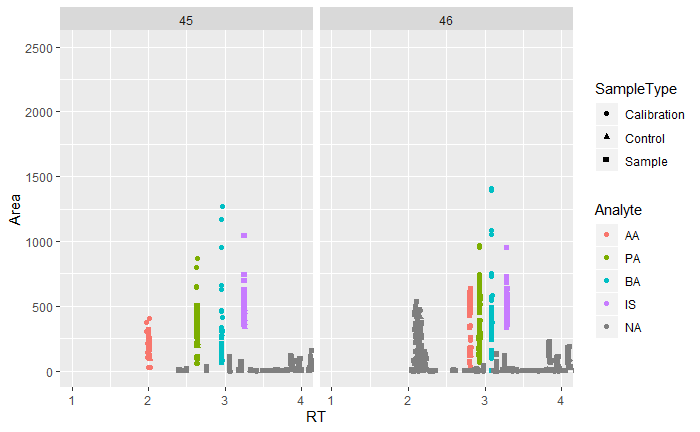 45 46
2500
2000
1500
1000
500
0
Area
1 2 3 4 1 2 3 4
RT
SampleType
Calibration
Control
Sample
Analyte
AA
PA
BA
IS
NA